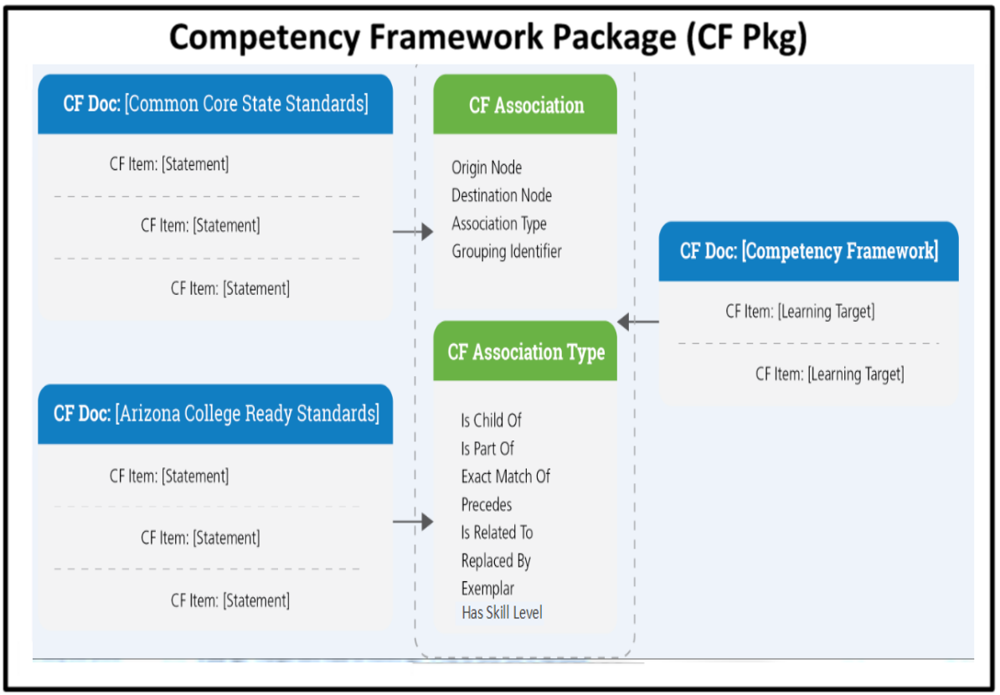 Competency Framework Package (CF Pkg)
CF Doc: [Common Core State Standards]
CF Item: [Statement]
CF Item: [Statement]
CF Item: [Statement]
CF Doc: [Arizona College Ready Standards]
CF Item: [Statement]
CF Item: [Statement]
CF Item: [Statement]
CF Association
Origin Node
Destination Node
Association Type
Grouping Identifier
CF Association Type
Is Child Of
Is Part Of
Exact Match Of
Precedes
Is Related To
Replaced By
Exemplar
Has Skill Level
CF Doc: [Competency Framework]
CF Item: [Learning Target]
CF Item: [Learning Target]